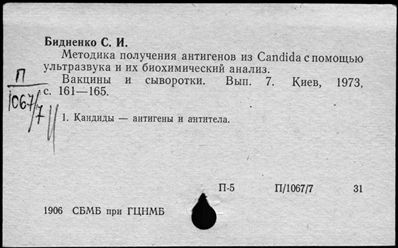 Бидненко С. И.
Методика получения антигенов из Candida с помощью
ультразвука и их биохимический анализ.
Вакцины и сыворотки. Вып. 7. Киев, 1973,
с. 161—165.
П
1067/7
1. Кандиды — антигены и антитела.
П-5 П/1067/7 31
1906 СБМБ при ГЦНМБ